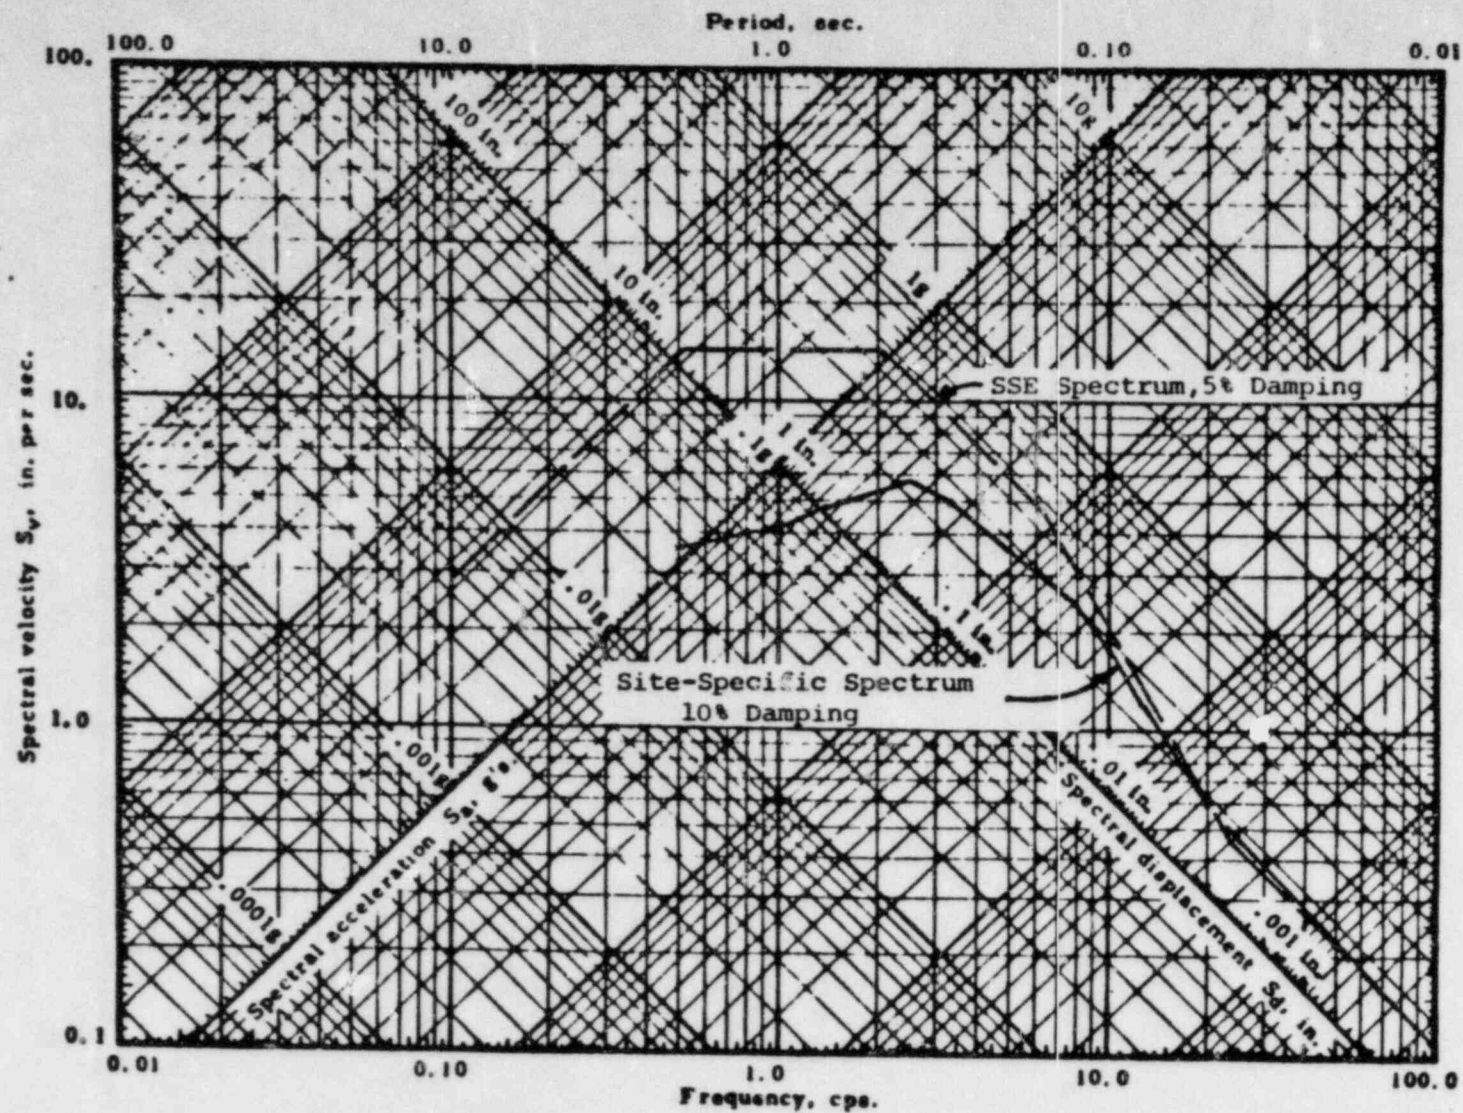 Period, sec.
100.0 10.0 1.0 0.10 0.01
100.
10.
1.0
0.1
Spectral velocity Sv, in. per sec.
100 in.
10g
10 in.
1g
SSE Spectrum, 5% Damping
1 in.
.1g
.01g
.1 in.
Site-Specific Spectrum
10% Damping
.001g
.01 in.
.0001g
.001 in.
Spectral acceleration Sa, g's.
Spectral displacement Sd, in.
0.01 0.10 1.0 10.0 100.0
Frequency, cps.